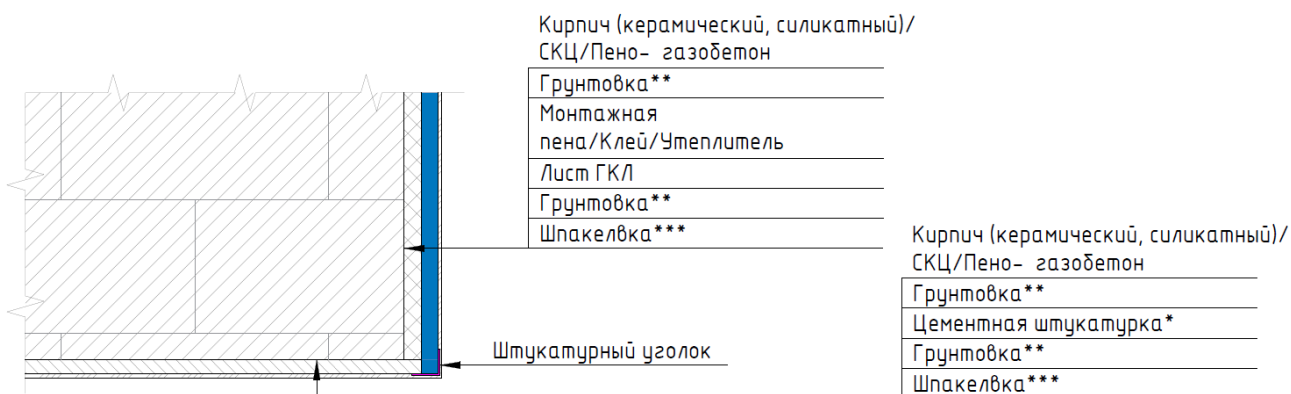 Кирпич (керамический, силикатный)/
СКЦ/Пено- газобетон
Грунтовка**
Монтажная
пена/Клей/Утеплитель
Лист ГКЛ
Грунтовка**
Шпакелвка***
Штукатурный уголок
Кирпич (керамический, силикатный)/
СКЦ/Пено- газобетон
Грунтовка**
Цементная штукатурка*
Грунтовка**
Шпакелвка***